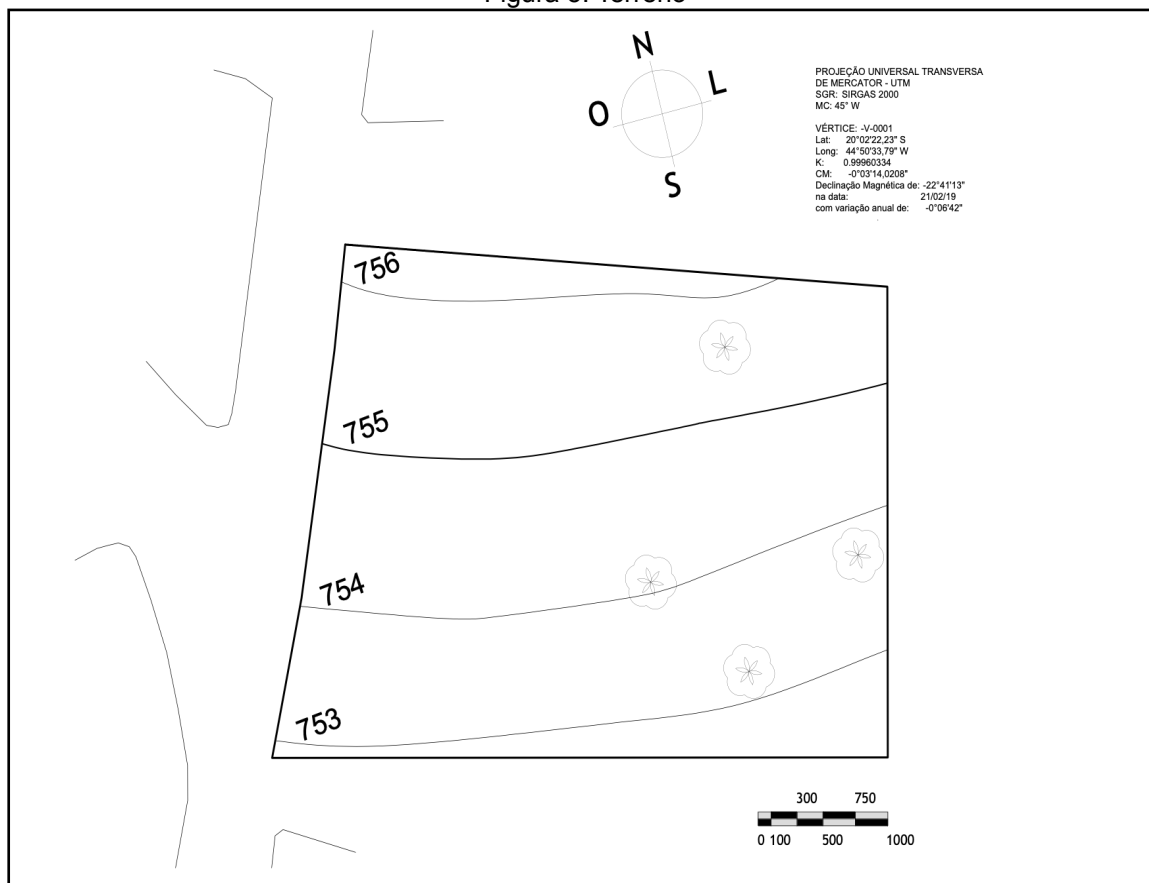 N
L
O
S
PROJEÇÃO UNIVERSAL TRANSVERSA
DE MERCATOR - UTM
SGR: SIRGAS 2000
MC: 45° W
VÉRTICE: -V-0001
Lat: 20°02'22,23" S
Long: 44°50'33,79" W
K: 0.99960334
CM: -0°03'14,0208"
Declinação Magnética de: -22°41'13"
na data: 21/02/19
com variação anual de: -0°06'42"
756
755
754
753
300 750
0 100 500 1000